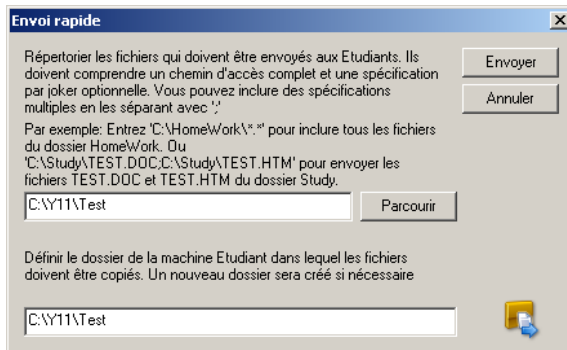 Envoi rapide
Répertorier les fichiers qui doivent être envoyés aux Etudiants. Ils
doivent comprendre un chemin d'accès complet et une spécification
par joker optionnelle. Vous pouvez inclure des spécifications
multiples en les séparant avec ';'
Par exemple: Entrez 'C:\HomeWork\*.*' pour inclure tous les fichiers
du dossier HomeWork. Ou
'C:\Study\TEST.DOC;C:\Study\TEST.HTM' pour envoyer les
fichiers TEST.DOC et TEST.HTM du dossier Study.
Envoyer
Annuler
C:\Y11\Test
Parcourir
Définir le dossier de la machine Etudiant dans lequel les fichiers
doivent être copiés. Un nouveau dossier sera créé si nécessaire
C:\Y11\Test